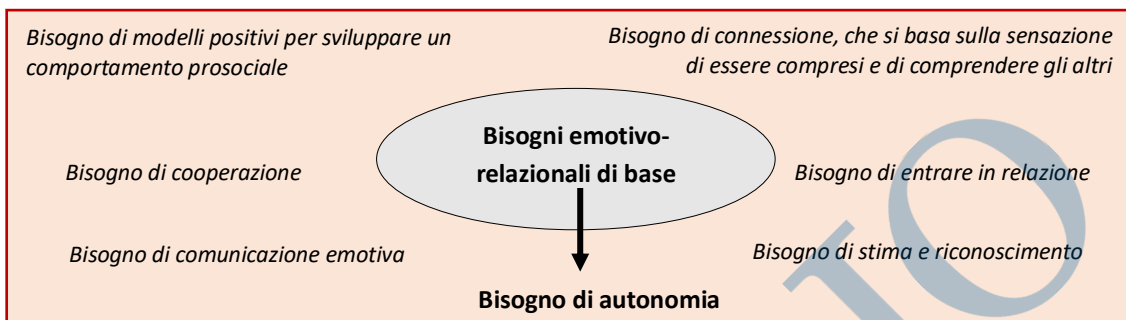 Bisogno di modelli positivi per sviluppare un
comportamento prosociale
Bisogno di connessione, che si basa sulla sensazione
di essere compresi e di comprendere gli altri
Bisogni emotivo-
relazionali di base
Bisogno di cooperazione
Bisogno di entrare in relazione
Bisogno di comunicazione emotiva
Bisogno di stima e riconoscimento
Bisogno di autonomia
IO